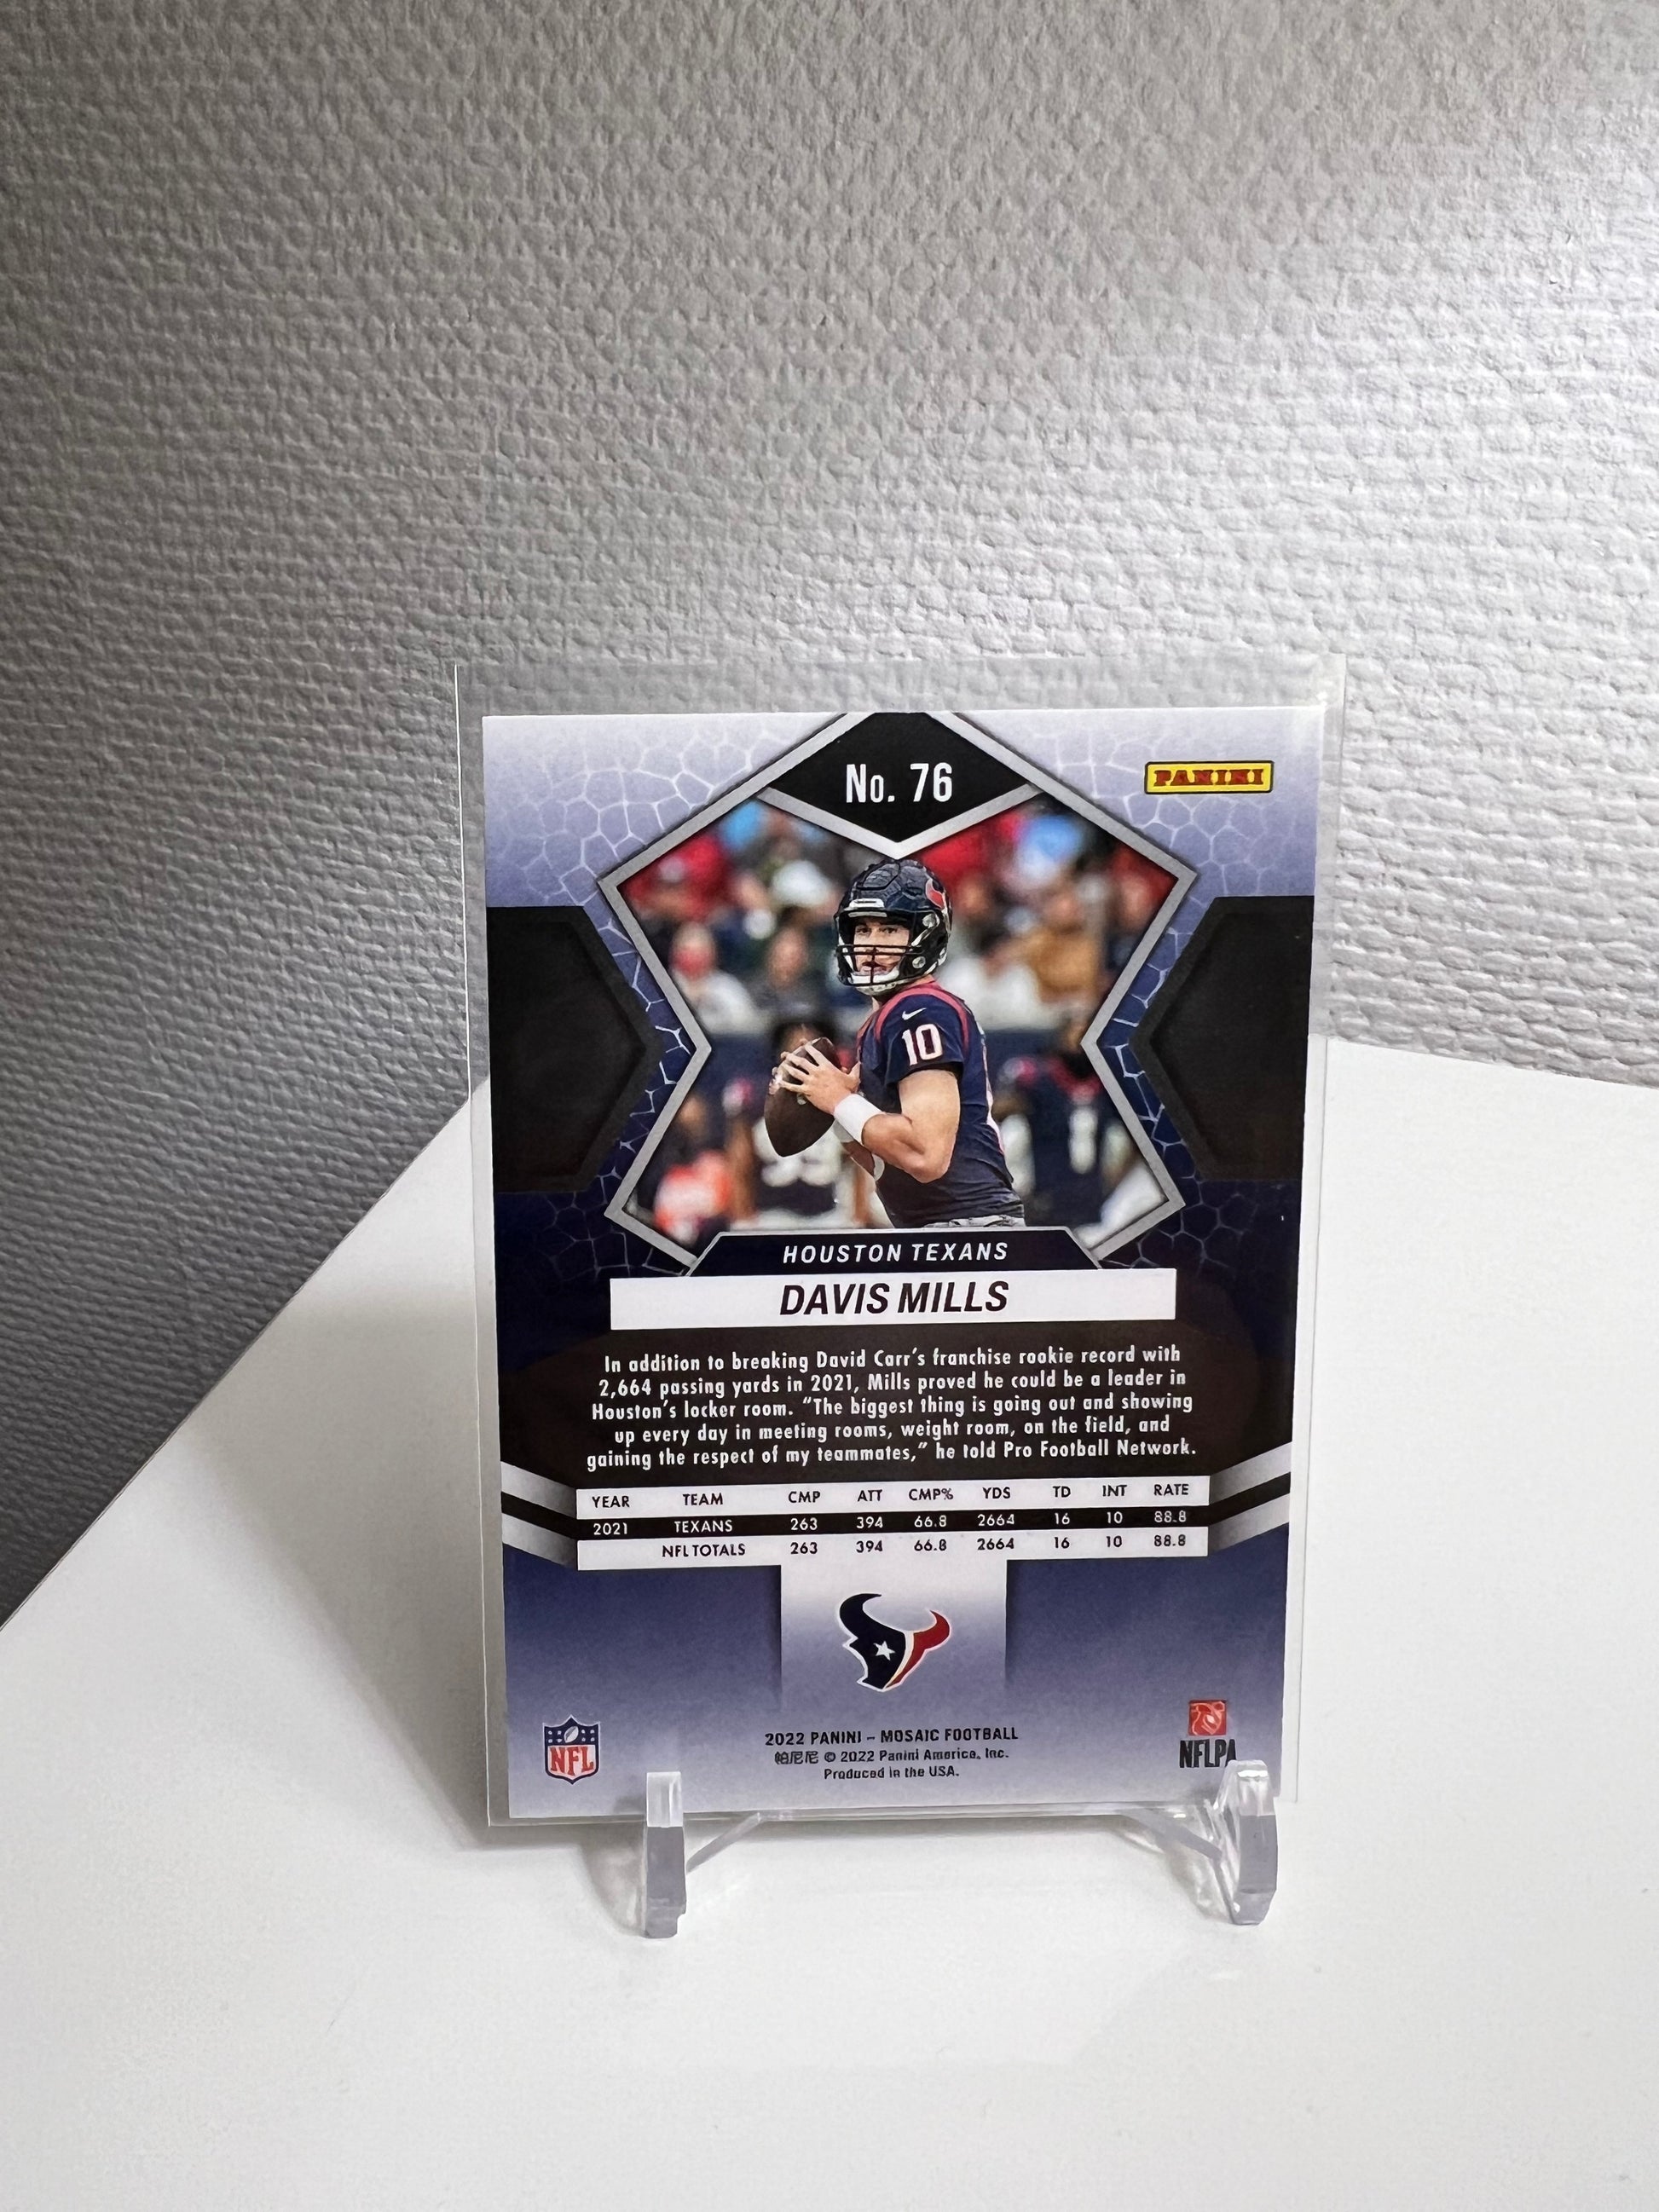 No. 76
PANINI
10
HOUSTON TEXANS
DAVIS MILLS
In addition to breaking David Carr's franchise rookie record with
2,664 passing yards in 2021, Mills proved he could be a leader in
Houston's locker room. “The biggest thing is going out and showing
up every day in meeting rooms, weight room, on the field, and
gaining the respect of my teammates,” he told Pro Football Network.
YEAR TEAM CMP ATT CMP% YDS TD INT RATE
2021 TEXANS 263 394 66.8 2664 16 10 88.8
NFL TOTALS 263 394 66.8 2664 16 10 88.8
NFL
2022 PANINI – MOSAIC FOOTBALL
帕尼尼 © 2022 Panini America, Inc.
Produced in the USA.
NFLPA